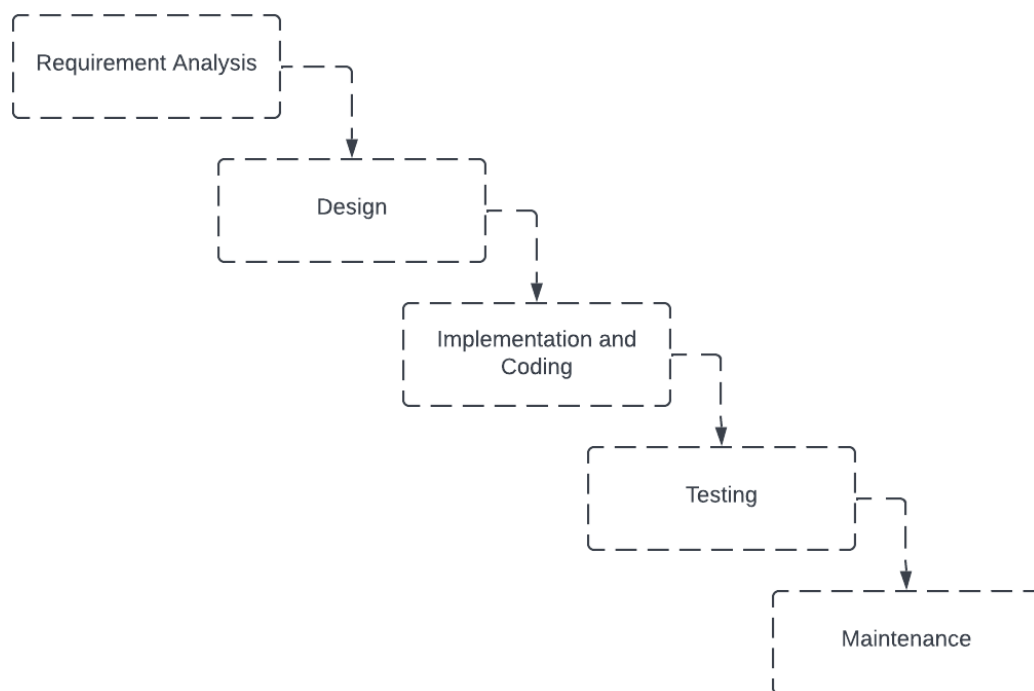 Requirement Analysis
Design
Implementation and
Coding
Testing
Maintenance